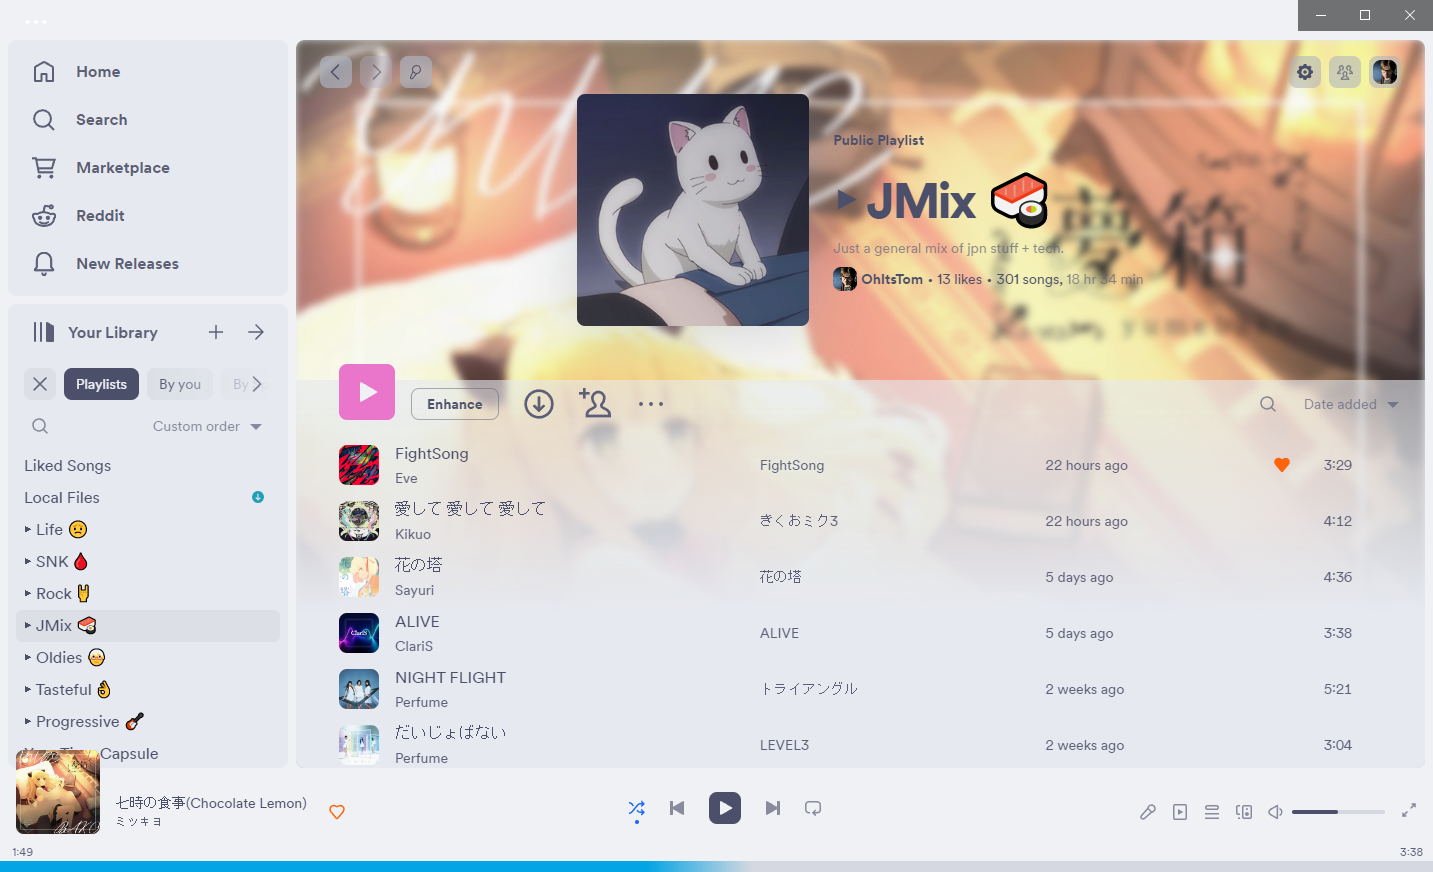 Home
Search
Marketplace
Reddit
New Releases
Your Library
Playlists
By you
By
Custom order
Liked Songs
Local Files
Life 😟
SNK 🩸
Rock 🤘
JMix 🍣
Oldies 👴
Tasteful 👌
Progressive 🎸
Capsule
Public Playlist
JMix 🍣
Just a general mix of jpn stuff + tech.
OhItsTom • 13 likes • 301 songs, 18 hr 34 min
Enhance
Date added
FightSong
Eve
FightSong
22 hours ago
3:29
愛して 愛して 愛して
Kikuo
きくおミク3
22 hours ago
4:12
花の塔
Sayuri
花の塔
5 days ago
4:36
ALIVE
ClariS
ALIVE
5 days ago
3:38
NIGHT FLIGHT
Perfume
トライアングル
2 weeks ago
5:21
だいじょばない
Perfume
LEVEL3
2 weeks ago
3:04
七時の食事(Chocolate Lemon)
ミツキヨ
1:49
3:38